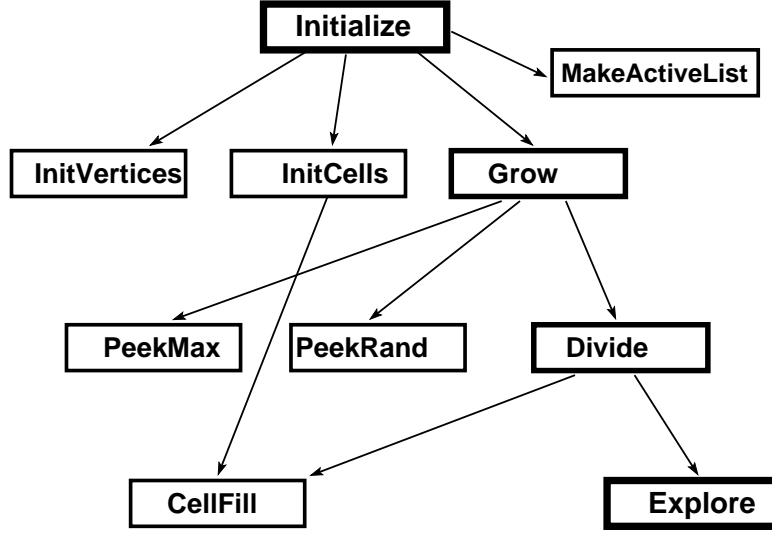 Initialize
MakeActiveList
InitVertices
InitCells
Grow
PeekMax
PeekRand
Divide
CellFill
Explore